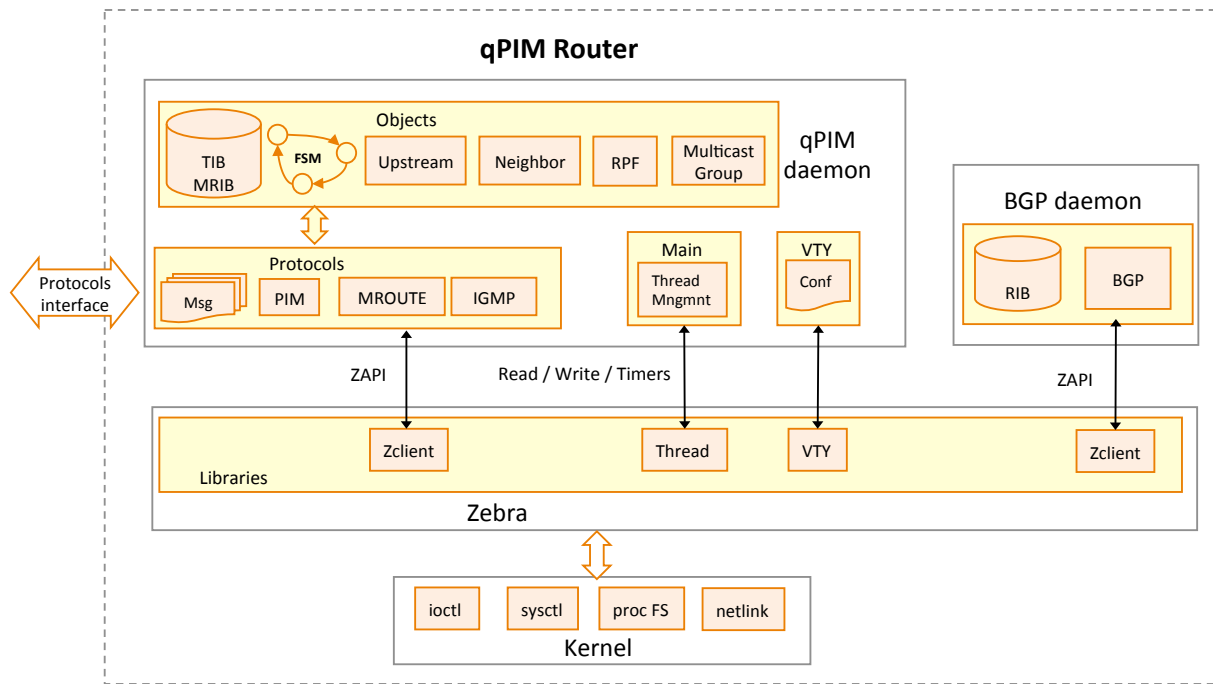 qPIM Router
Objects
TIB
MRIB
FSM
Upstream
Neighbor
RPF
Multicast
Group
qPIM
daemon
BGP daemon
RIB
BGP
Protocols
interface
Protocols
Msg
PIM
MROUTE
IGMP
Main
Thread
Mngmnt
VTY
Conf
ZAPI
Read / Write / Timers
ZAPI
Zclient
Thread
VTY
Zclient
Libraries
Zebra
ioctl
sysctl
proc FS
netlink
Kernel